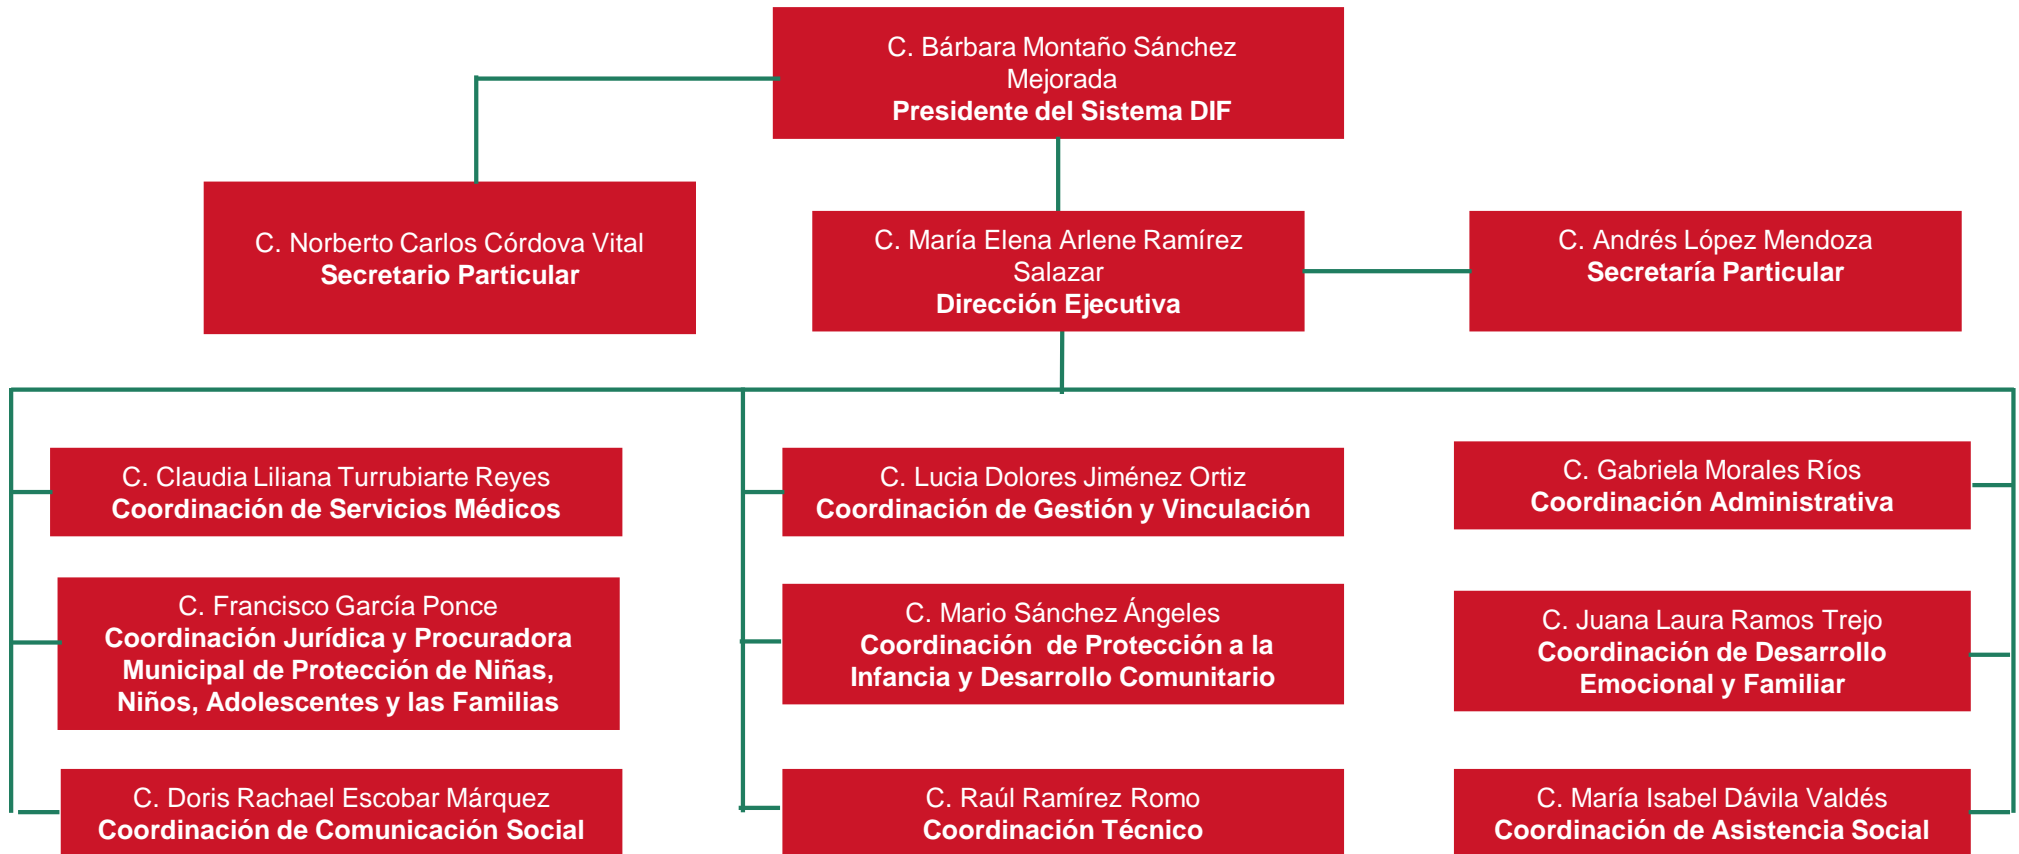 C. Bárbara Montaño Sánchez
Mejorada
Presidente del Sistema DIF
C. Norberto Carlos Córdova Vital
Secretario Particular
C. María Elena Arlene Ramírez
Salazar
Dirección Ejecutiva
C. Andrés López Mendoza
Secretaría Particular
C. Claudia Liliana Turrubiarte Reyes
Coordinación de Servicios Médicos
C. Lucia Dolores Jiménez Ortiz
Coordinación de Gestión y Vinculación
C. Gabriela Morales Ríos
Coordinación Administrativa
C. Francisco García Ponce
Coordinación Jurídica y Procuradora
Municipal de Protección de Niñas,
Niños, Adolescentes y las Familias
C. Mario Sánchez Ángeles
Coordinación de Protección a la
Infancia y Desarrollo Comunitario
C. Juana Laura Ramos Trejo
Coordinación de Desarrollo
Emocional y Familiar
C. Doris Rachael Escobar Márquez
Coordinación de Comunicación Social
C. Raúl Ramírez Romo
Coordinación Técnico
C. María Isabel Dávila Valdés
Coordinación de Asistencia Social